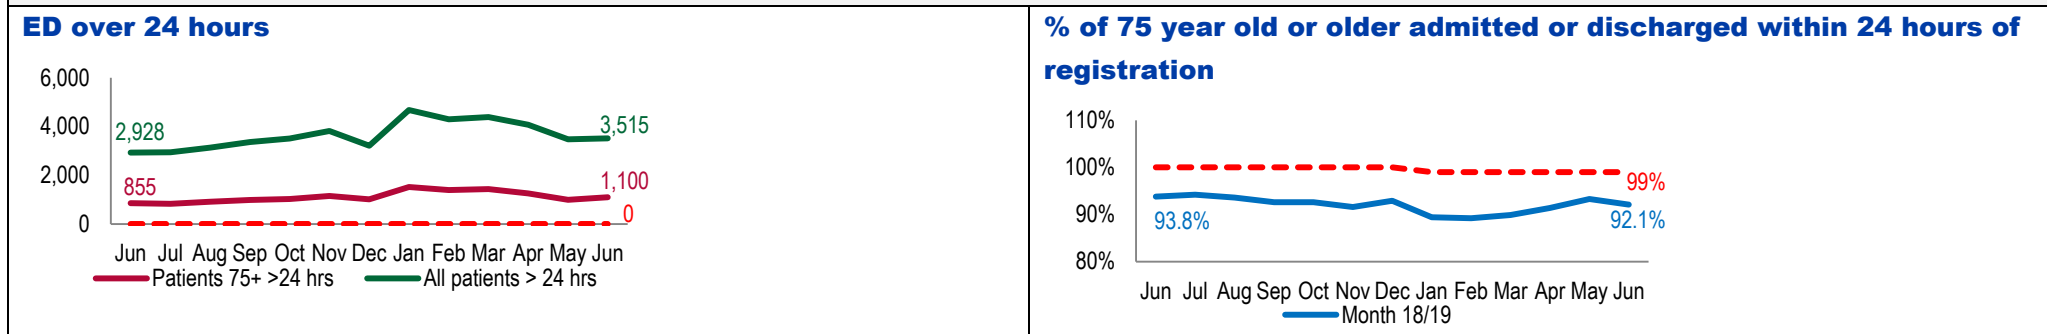 ED over 24 hours
6,000
4,000
2,000
0
2,928
3,515
855
1,100
0
Jun Jul Aug Sep Oct Nov Dec Jan Feb Mar Apr May Jun
Patients 75+ >24 hrs All patients > 24 hrs
% of 75 year old or older admitted or discharged within 24 hours of
registration
110%
100%
90%
80%
99%
93.8%
92.1%
Jun Jul Aug Sep Oct Nov Dec Jan Feb Mar Apr May Jun
Month 18/19